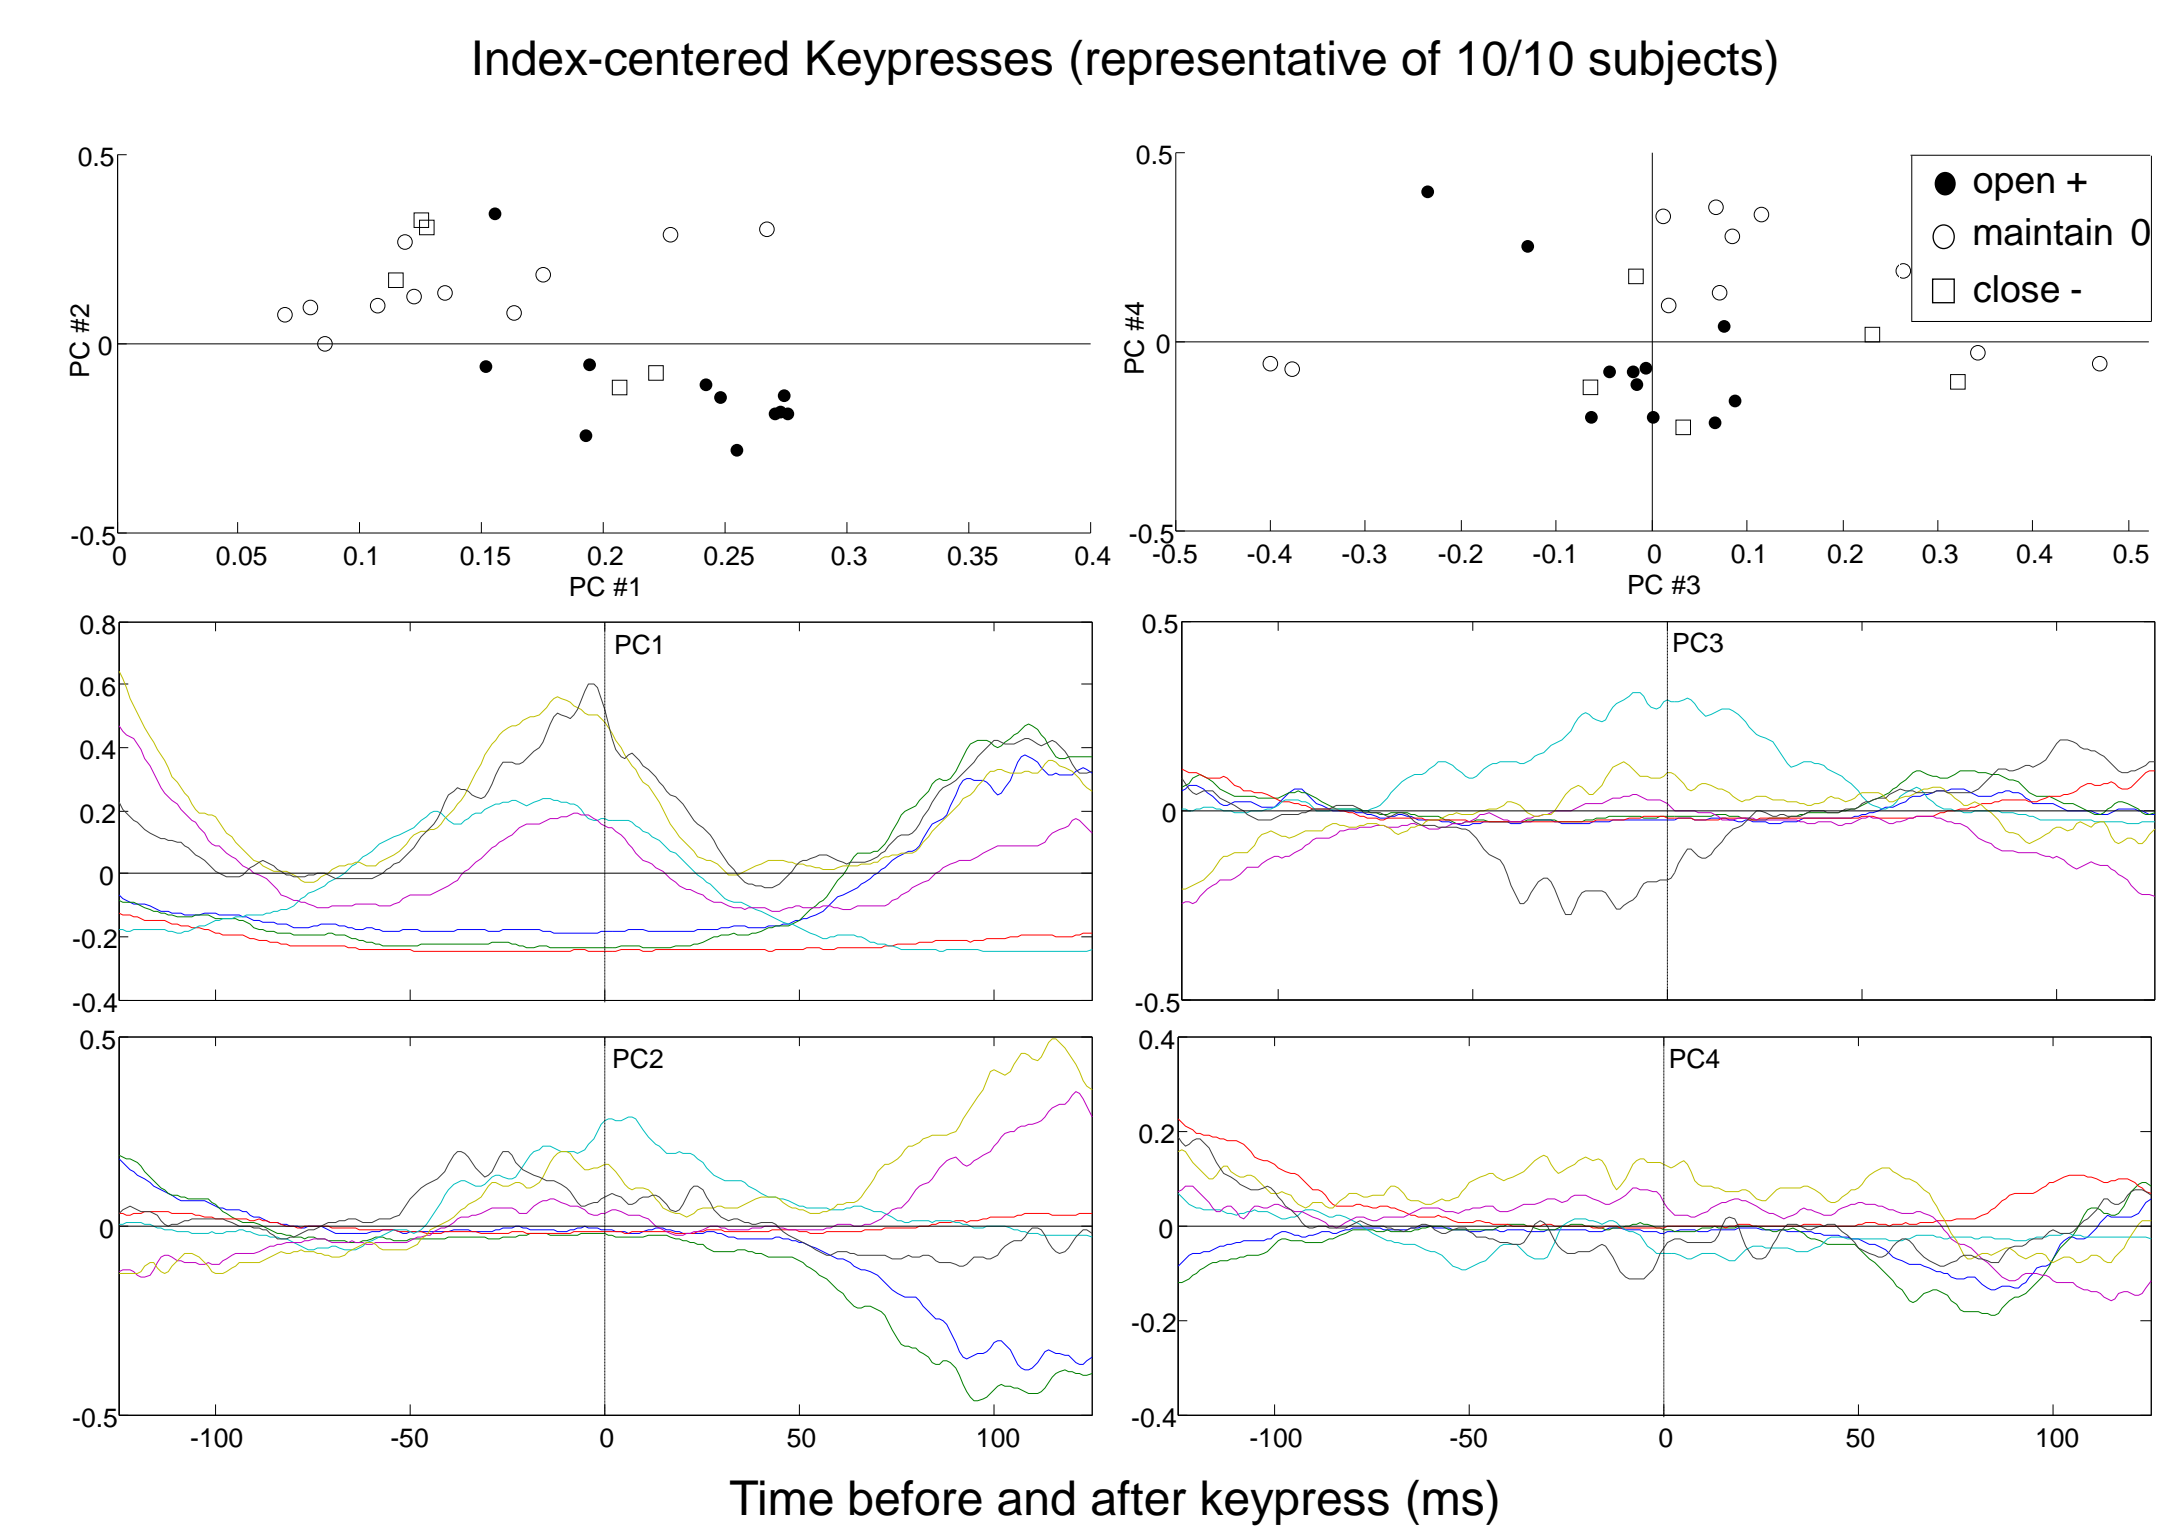 Index-centered Keypresses (representative of 10/10 subjects)
0.5
0
-0.5
PC #2
0 0.05 0.1 0.15 0.2 0.25 0.3 0.35 0.4
PC #1
0.5
0
-0.5
PC #4
-0.5 -0.4 -0.3 -0.2 -0.1 0 0.1 0.2 0.3 0.4 0.5
PC #3
open +
maintain 0
close -
PC1
0.8
0.6
0.4
0.2
0
-0.2
-0.4
PC3
0.5
0
-0.5
PC2
0.5
0
-0.5
-100 -50 0 50 100
PC4
0.4
0.2
0
-0.2
-0.4
-100 -50 0 50 100
Time before and after keypress (ms)